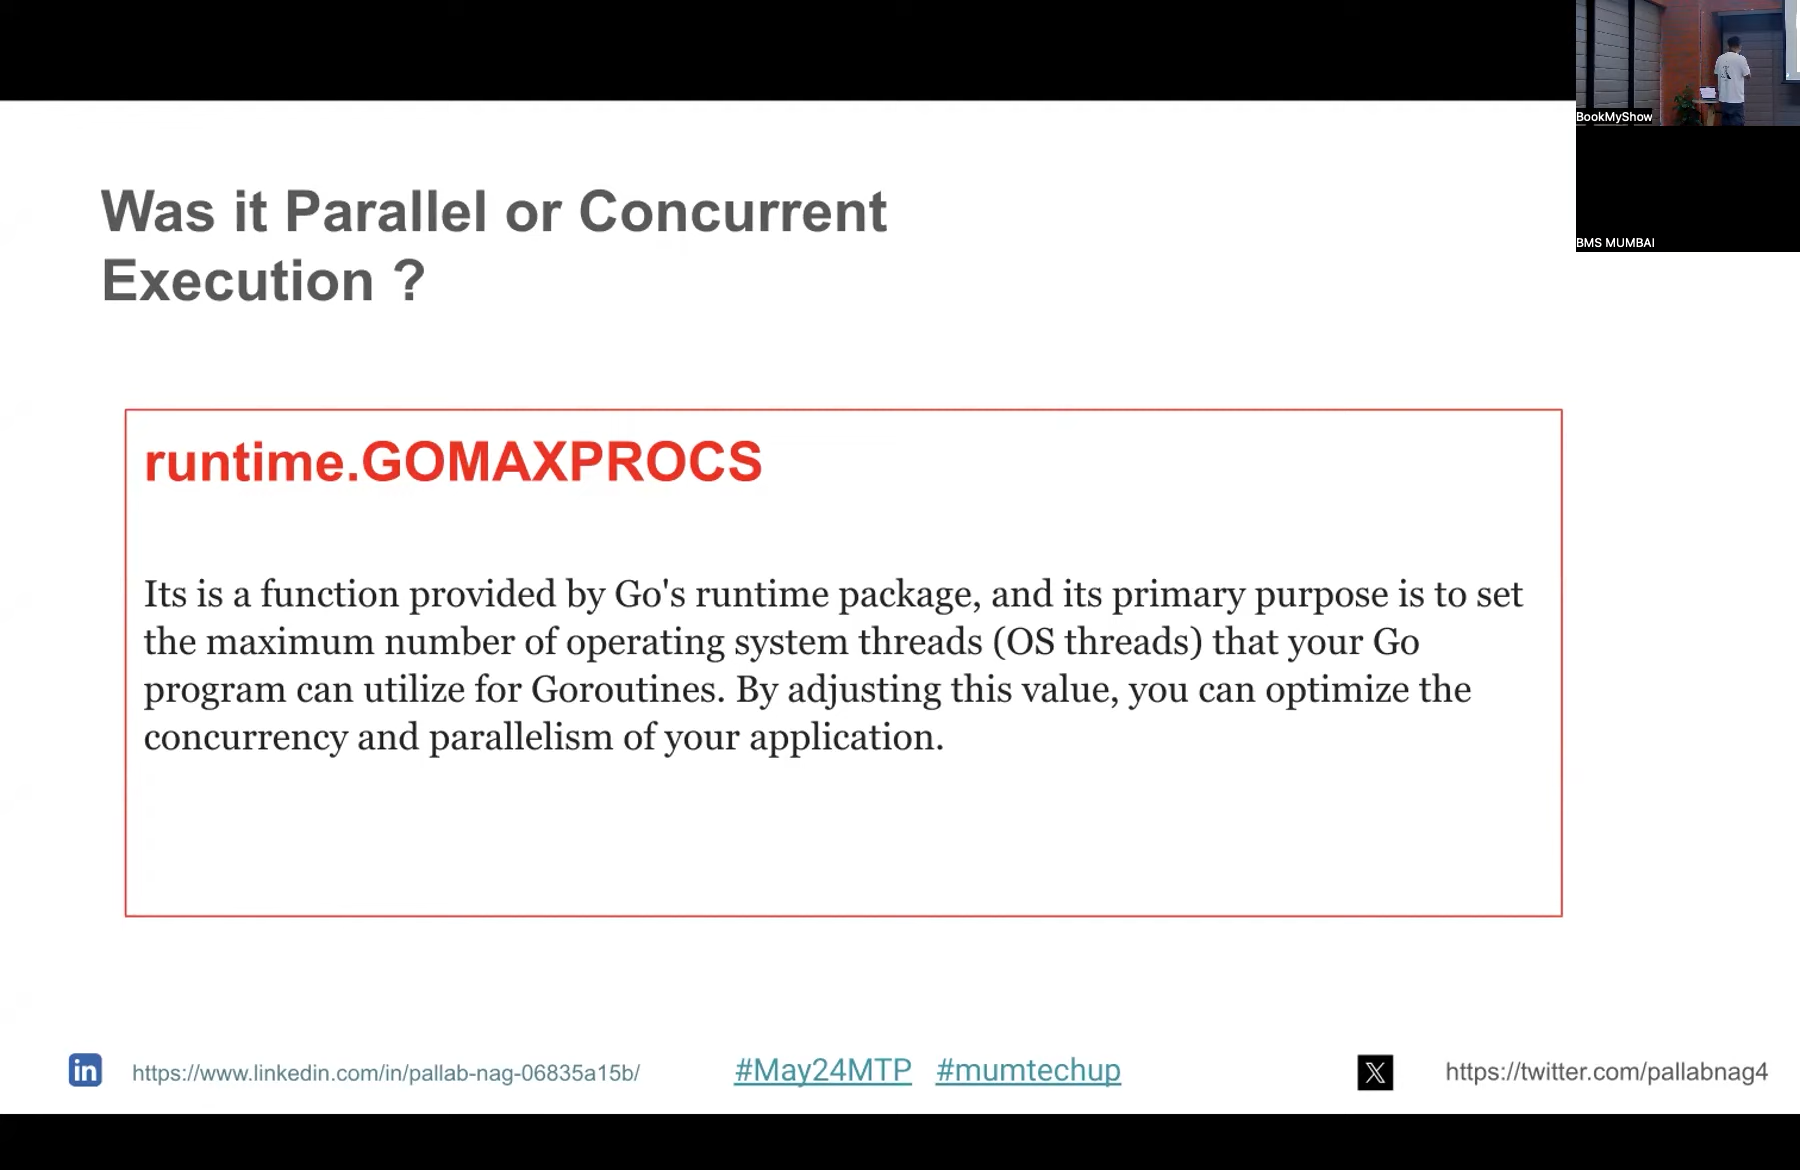 BookMyShow
BMS MUMBAI
Was it Parallel or Concurrent
Execution ?
runtime.GOMAXPROCS
Its is a function provided by Go's runtime package, and its primary purpose is to set
the maximum number of operating system threads (OS threads) that your Go
program can utilize for Goroutines. By adjusting this value, you can optimize the
concurrency and parallelism of your application.
in https://www.linkedin.com/in/pallab-nag-06835a15b/ #May24MTP #mumtechup X https://twitter.com/pallabnag4